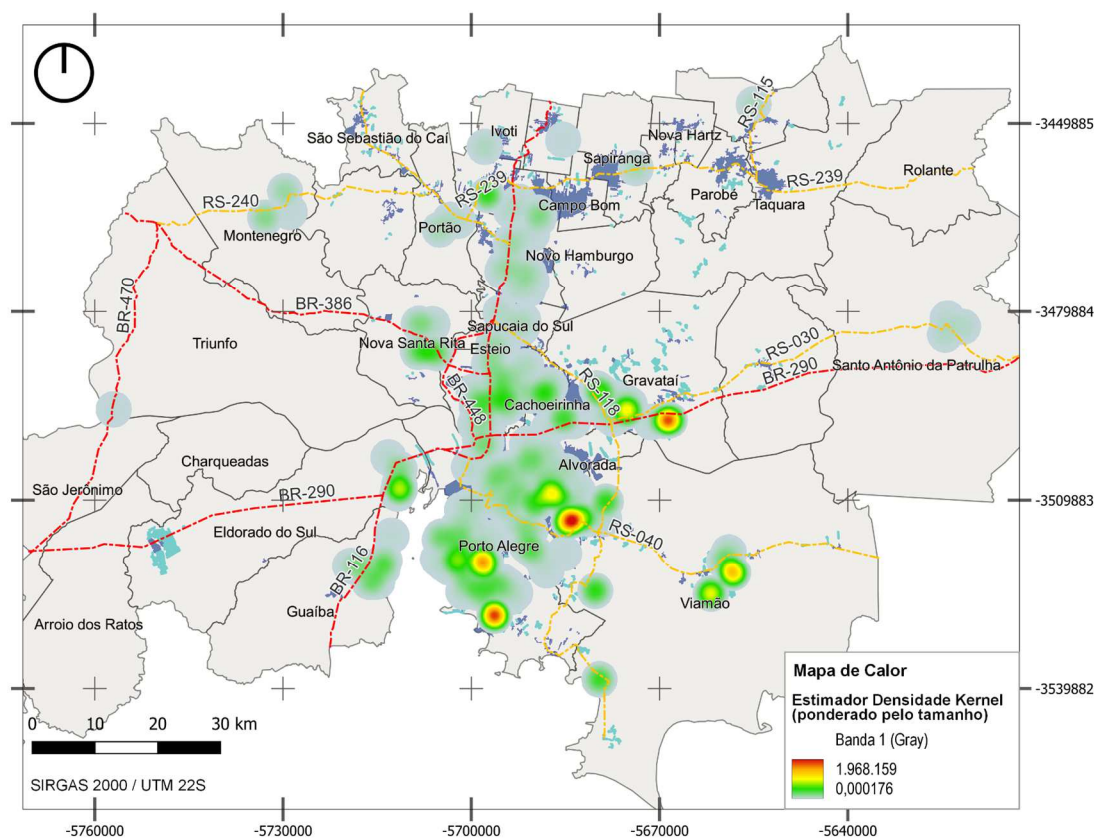 RS-115
-3449885
São Sebastião do Caí
Ivoti
Nova Hartz
Sapiranga
RS-239
RS-239
Rolante
Parobé
Taquara
RS-240
Campo Bom
Montenegro
Portão
Novo Hamburgo
BR-470
BR-386
-3479884
Triunfo
Nova Santa Rita
Sapucaia do Sul
Esteio
RS-030
BR-290
Santo Antônio da Patrulha
RS-118
Gravataí
BR-448
Cachoeirinha
Charqueadas
Alvorada
São Jerônimo
BR-290
-3509883
Eldorado do Sul
RS-040
Porto Alegre
BR-116
Viamão
Guaíba
Arroio dos Ratos
Mapa de Calor
Estimador Densidade Kernel
(ponderado pelo tamanho)
Banda 1 (Gray)
1.968.159
0,000176
-3539882
0 10 20 30 km
SIRGAS 2000 / UTM 22S
-5760000 -5730000 -5700000 -5670000 -5640000